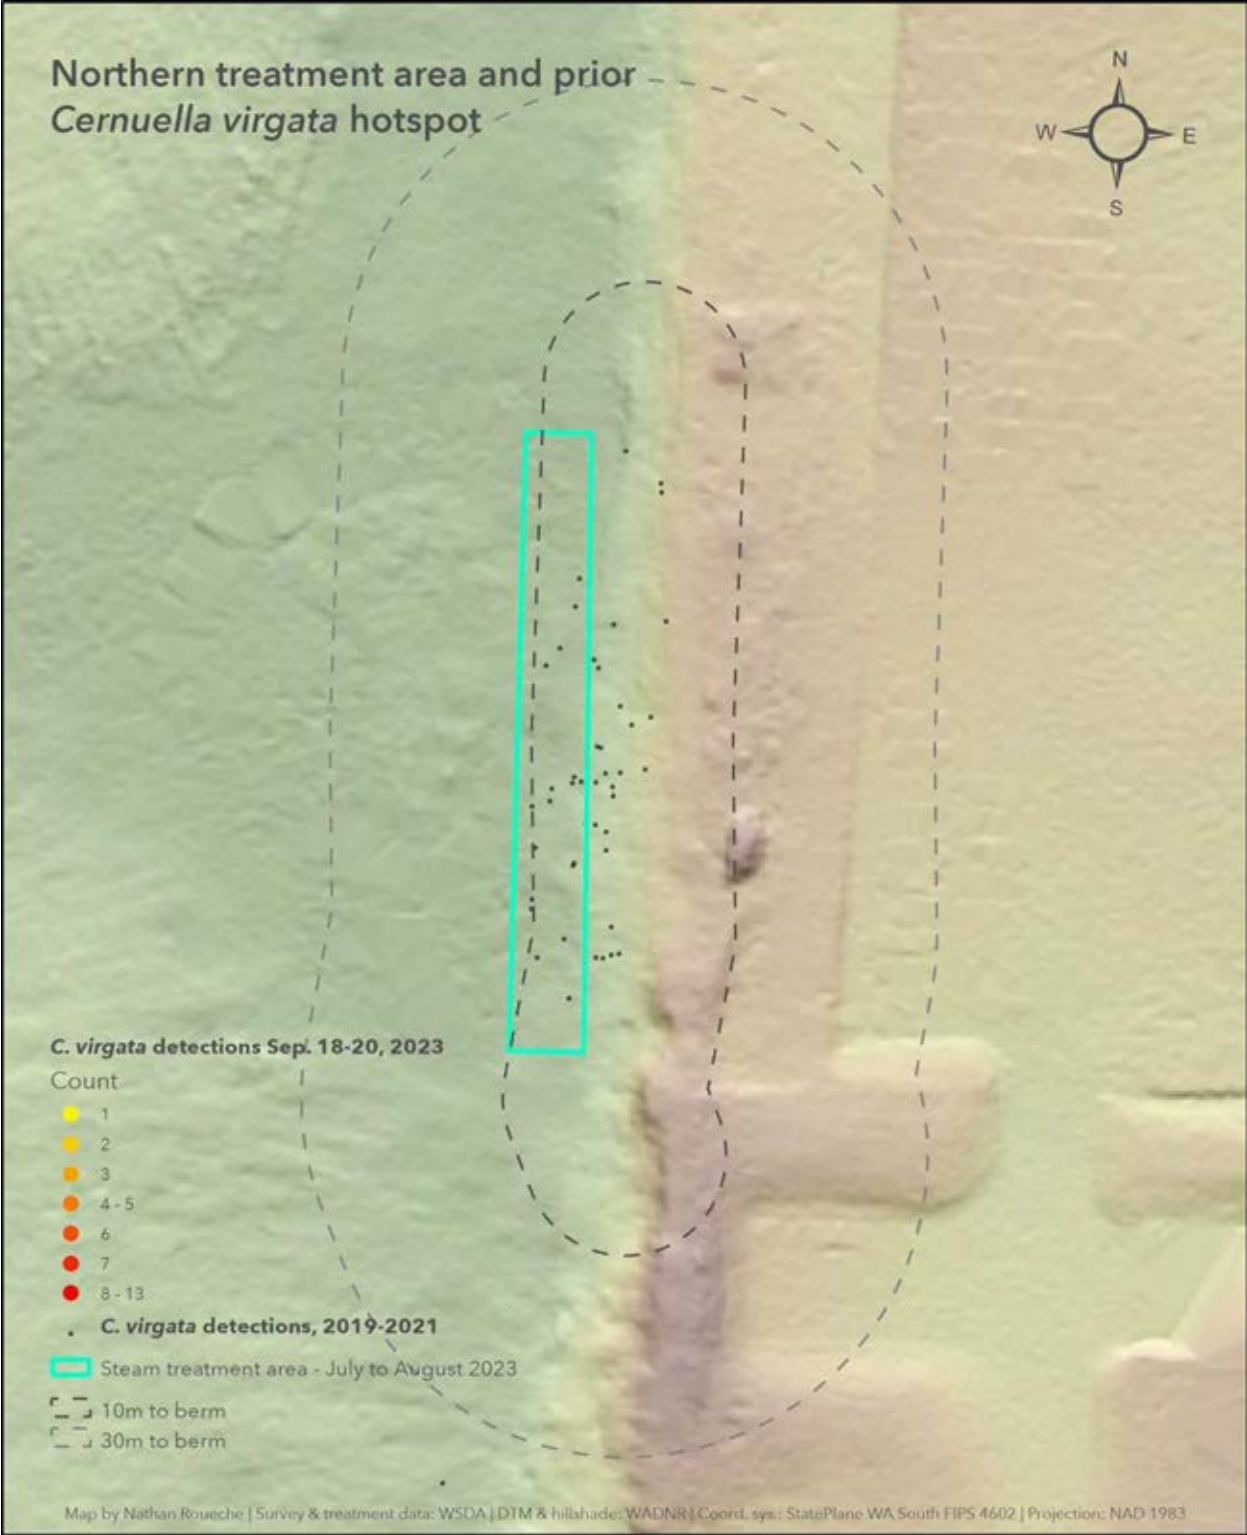 Northern treatment area and prior
Cernuella virgata hotspot
N
W
E
S
C. virgata detections Sep. 18-20, 2023
Count
1
2
3
4 - 5
6
7
8 - 13
C. virgata detections, 2019-2021
Steam treatment area - July to August 2023
10m to berm
30m to berm
Map by Nathan Roueche | Survey & treatment data: WSDA | DTM & hillshade: WADNR | Coord. sys.: StatePlane WA South FIPS 4602 | Projection: NAD 1983